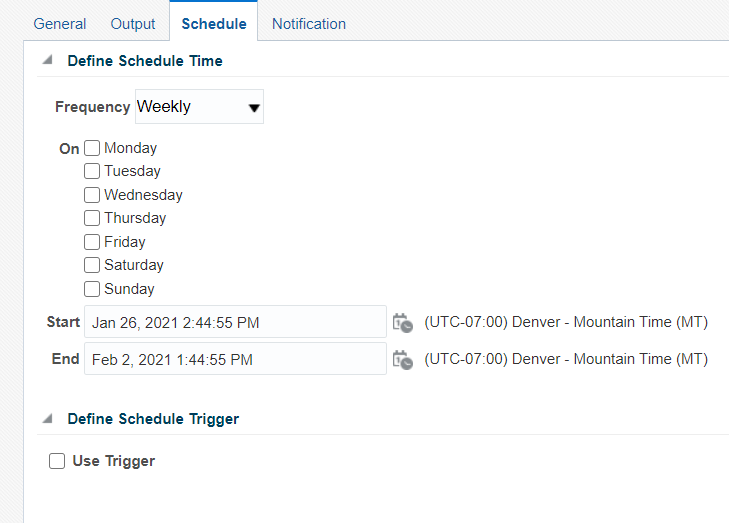 General Output Schedule Notification
Define Schedule Time
Frequency Weekly
On Monday
Tuesday
Wednesday
Thursday
Friday
Saturday
Sunday
Start Jan 26, 2021 2:44:55 PM (UTC-07:00) Denver - Mountain Time (MT)
End Feb 2, 2021 1:44:55 PM (UTC-07:00) Denver - Mountain Time (MT)
Define Schedule Trigger
Use Trigger